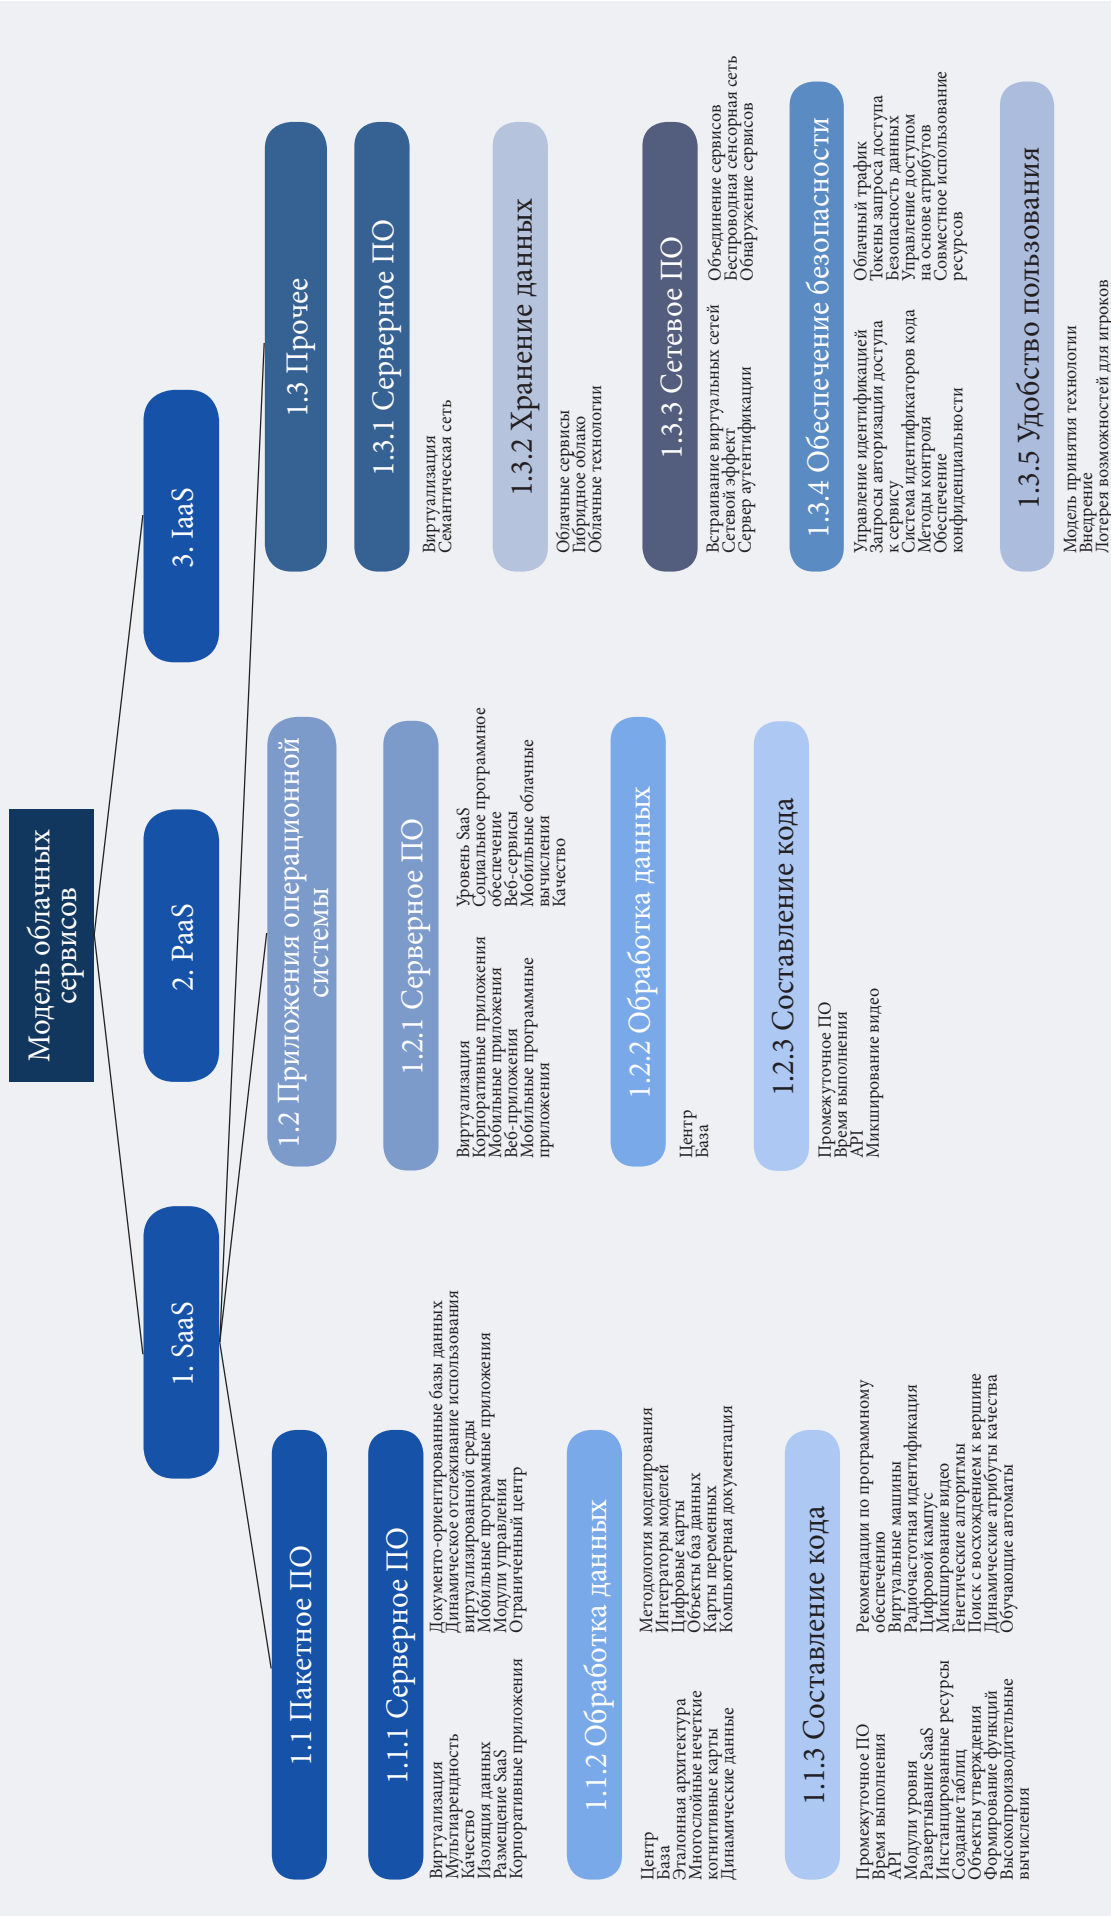 Модель облачных
сервисов
1. SaaS
2. PaaS
3. IaaS
1.1 Пакетное ПО
1.1.1 Серверное ПО
Виртуализация
Мультиарендность
Качество
Изоляция данных
Размещение SaaS
Корпоративные приложения
Документо-ориентированные базы данных
Динамическое отслеживание использования
виртуализированной среды
Мобильные программные приложения
Модули управления
Ограниченный центр
1.1.2 Обработка данных
Центр
База
Эталонная архитектура
Многослойные нечеткие
когнитивные карты
Динамические данные
Методология моделирования
Интеграторы моделей
Цифровые карты
Объекты баз данных
Карты переменных
Компьютерная документация
1.1.3 Составление кода
Промежуточное ПО
Время выполнения
API
Модули уровня
Развертывание SaaS
Инстанцированные ресурсы
Создание таблиц
Объекты утверждения
Формирование функций
Высокопроизводительные
вычисления
Рекомендации по программному
обеспечению
Виртуальные машины
Радиочастотная идентификация
Цифровой кампус
Микширование видео
Генетические алгоритмы
Поиск с восхождением к вершине
Динамические атрибуты качества
Обучающие автоматы
1.2 Приложения операционной
системы
1.2.1 Серверное ПО
Виртуализация
Корпоративные приложения
Мобильные приложения
Веб-приложения
Мобильные программные
приложения
Уровень SaaS
Социальное программное
обеспечение
Веб-сервисы
Мобильные облачные
вычисления
Качество
1.2.2 Обработка данных
Центр
База
1.2.3 Составление кода
Промежуточное ПО
Время выполнения
API
Микширование видео
1.3 Прочее
1.3.1 Серверное ПО
Виртуализация
Семантическая сеть
1.3.2 Хранение данных
Облачные сервисы
Гибридное облако
Облачные технологии
1.3.3 Сетевое ПО
Встраивание виртуальных сетей
Сетевой эффект
Сервер аутентификации
Объединение сервисов
Беспроводная сенсорная сеть
Обнаружение сервисов
1.3.4 Обеспечение безопасности
Управление идентификацией
Запросы авторизации доступа
к сервису
Система идентификаторов кода
Методы контроля
Обеспечение
конфиденциальности
Облачный трафик
Токены запроса доступа
Безопасность данных
Управление доступом
на основе атрибутов
Совместное использование
ресурсов
1.3.5 Удобство пользования
Модель принятия технологии
Внедрение
Лотерея возможностей для игроков